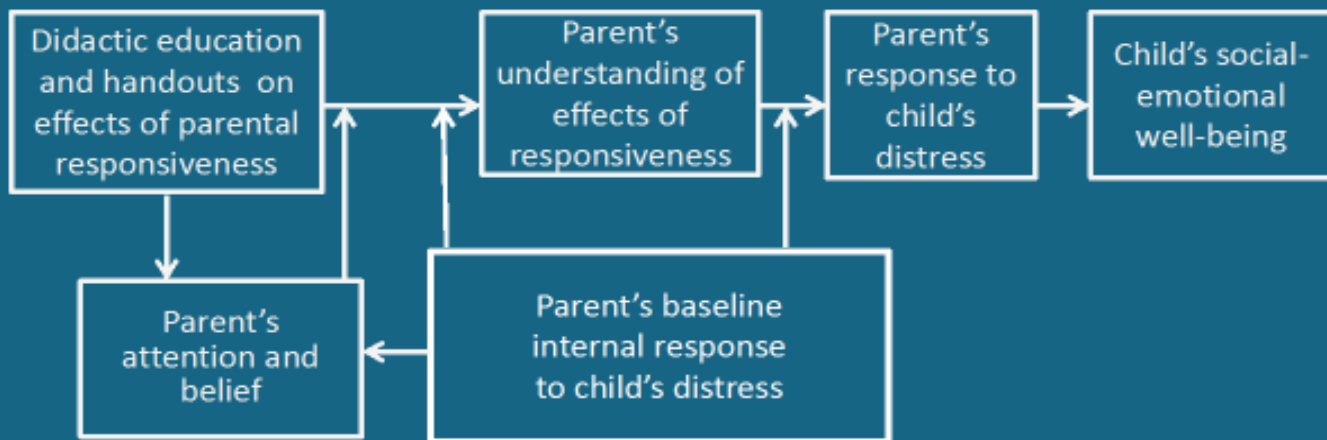 Didactic education
and handouts on
effects of parental
responsiveness
Parent’s
understanding of
effects of
responsiveness
Parent’s
response to
child’s
distress
Child’s social-
emotional
well-being
Parent’s
attention and
belief
Parent’s baseline
internal response
to child’s distress